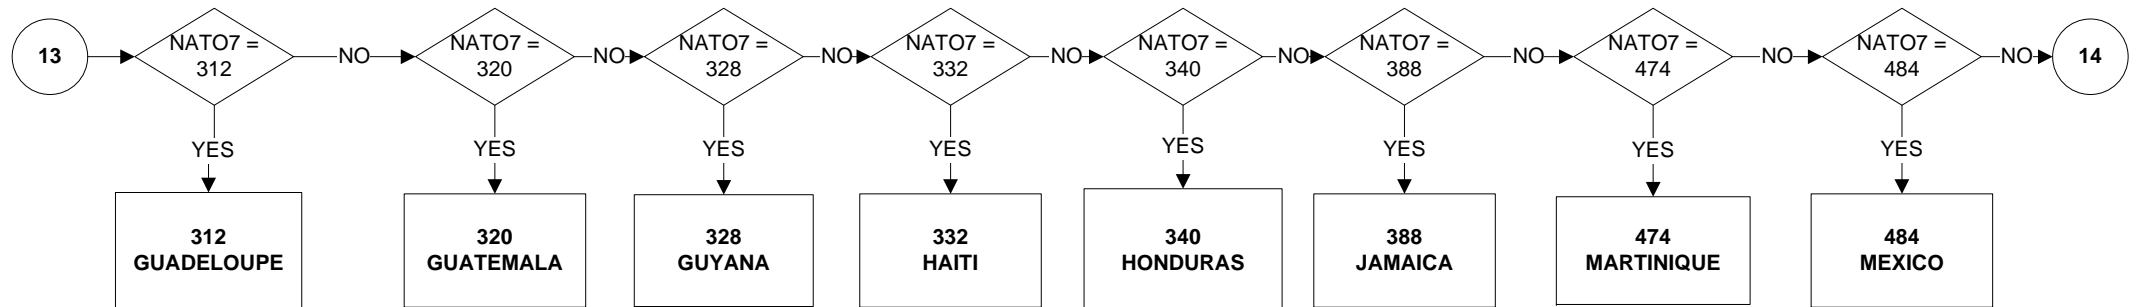 13
NATO7 =
312
NO
NATO7 =
320
NO
NATO7 =
328
NO
NATO7 =
332
NO
NATO7 =
340
NO
NATO7 =
388
NO
NATO7 =
474
NO
NATO7 =
484
NO
14
YES
YES
YES
YES
YES
YES
YES
YES
312
GUADELOUPE
320
GUATEMALA
328
GUYANA
332
HAITI
340
HONDURAS
388
JAMAICA
474
MARTINIQUE
484
MEXICO